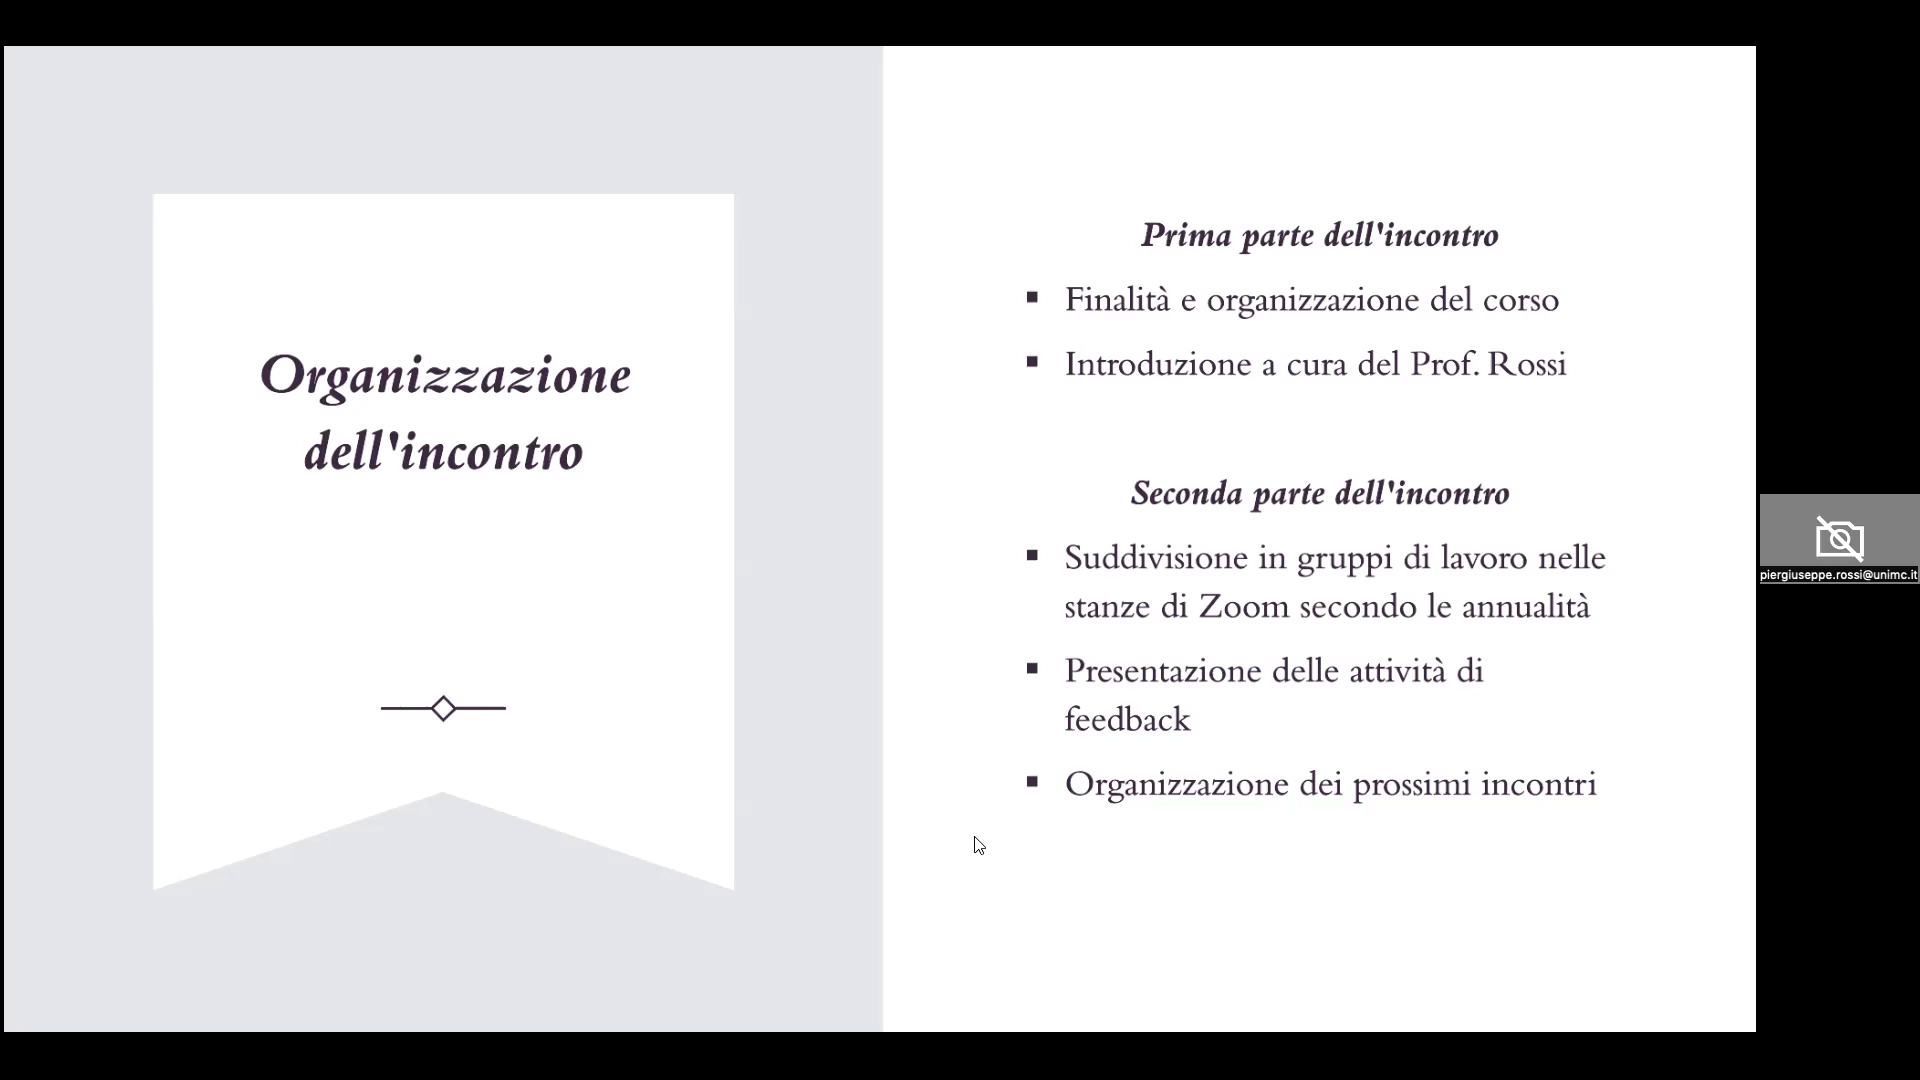 Organizzazione
dell'incontro
Prima parte dell'incontro
▪ Finalità e organizzazione del corso
▪ Introduzione a cura del Prof. Rossi
Seconda parte dell'incontro
▪ Suddivisione in gruppi di lavoro nelle
stanze di Zoom secondo le annualità
▪ Presentazione delle attività di
feedback
▪ Organizzazione dei prossimi incontri
piergiuseppe.rossi@unimc.it